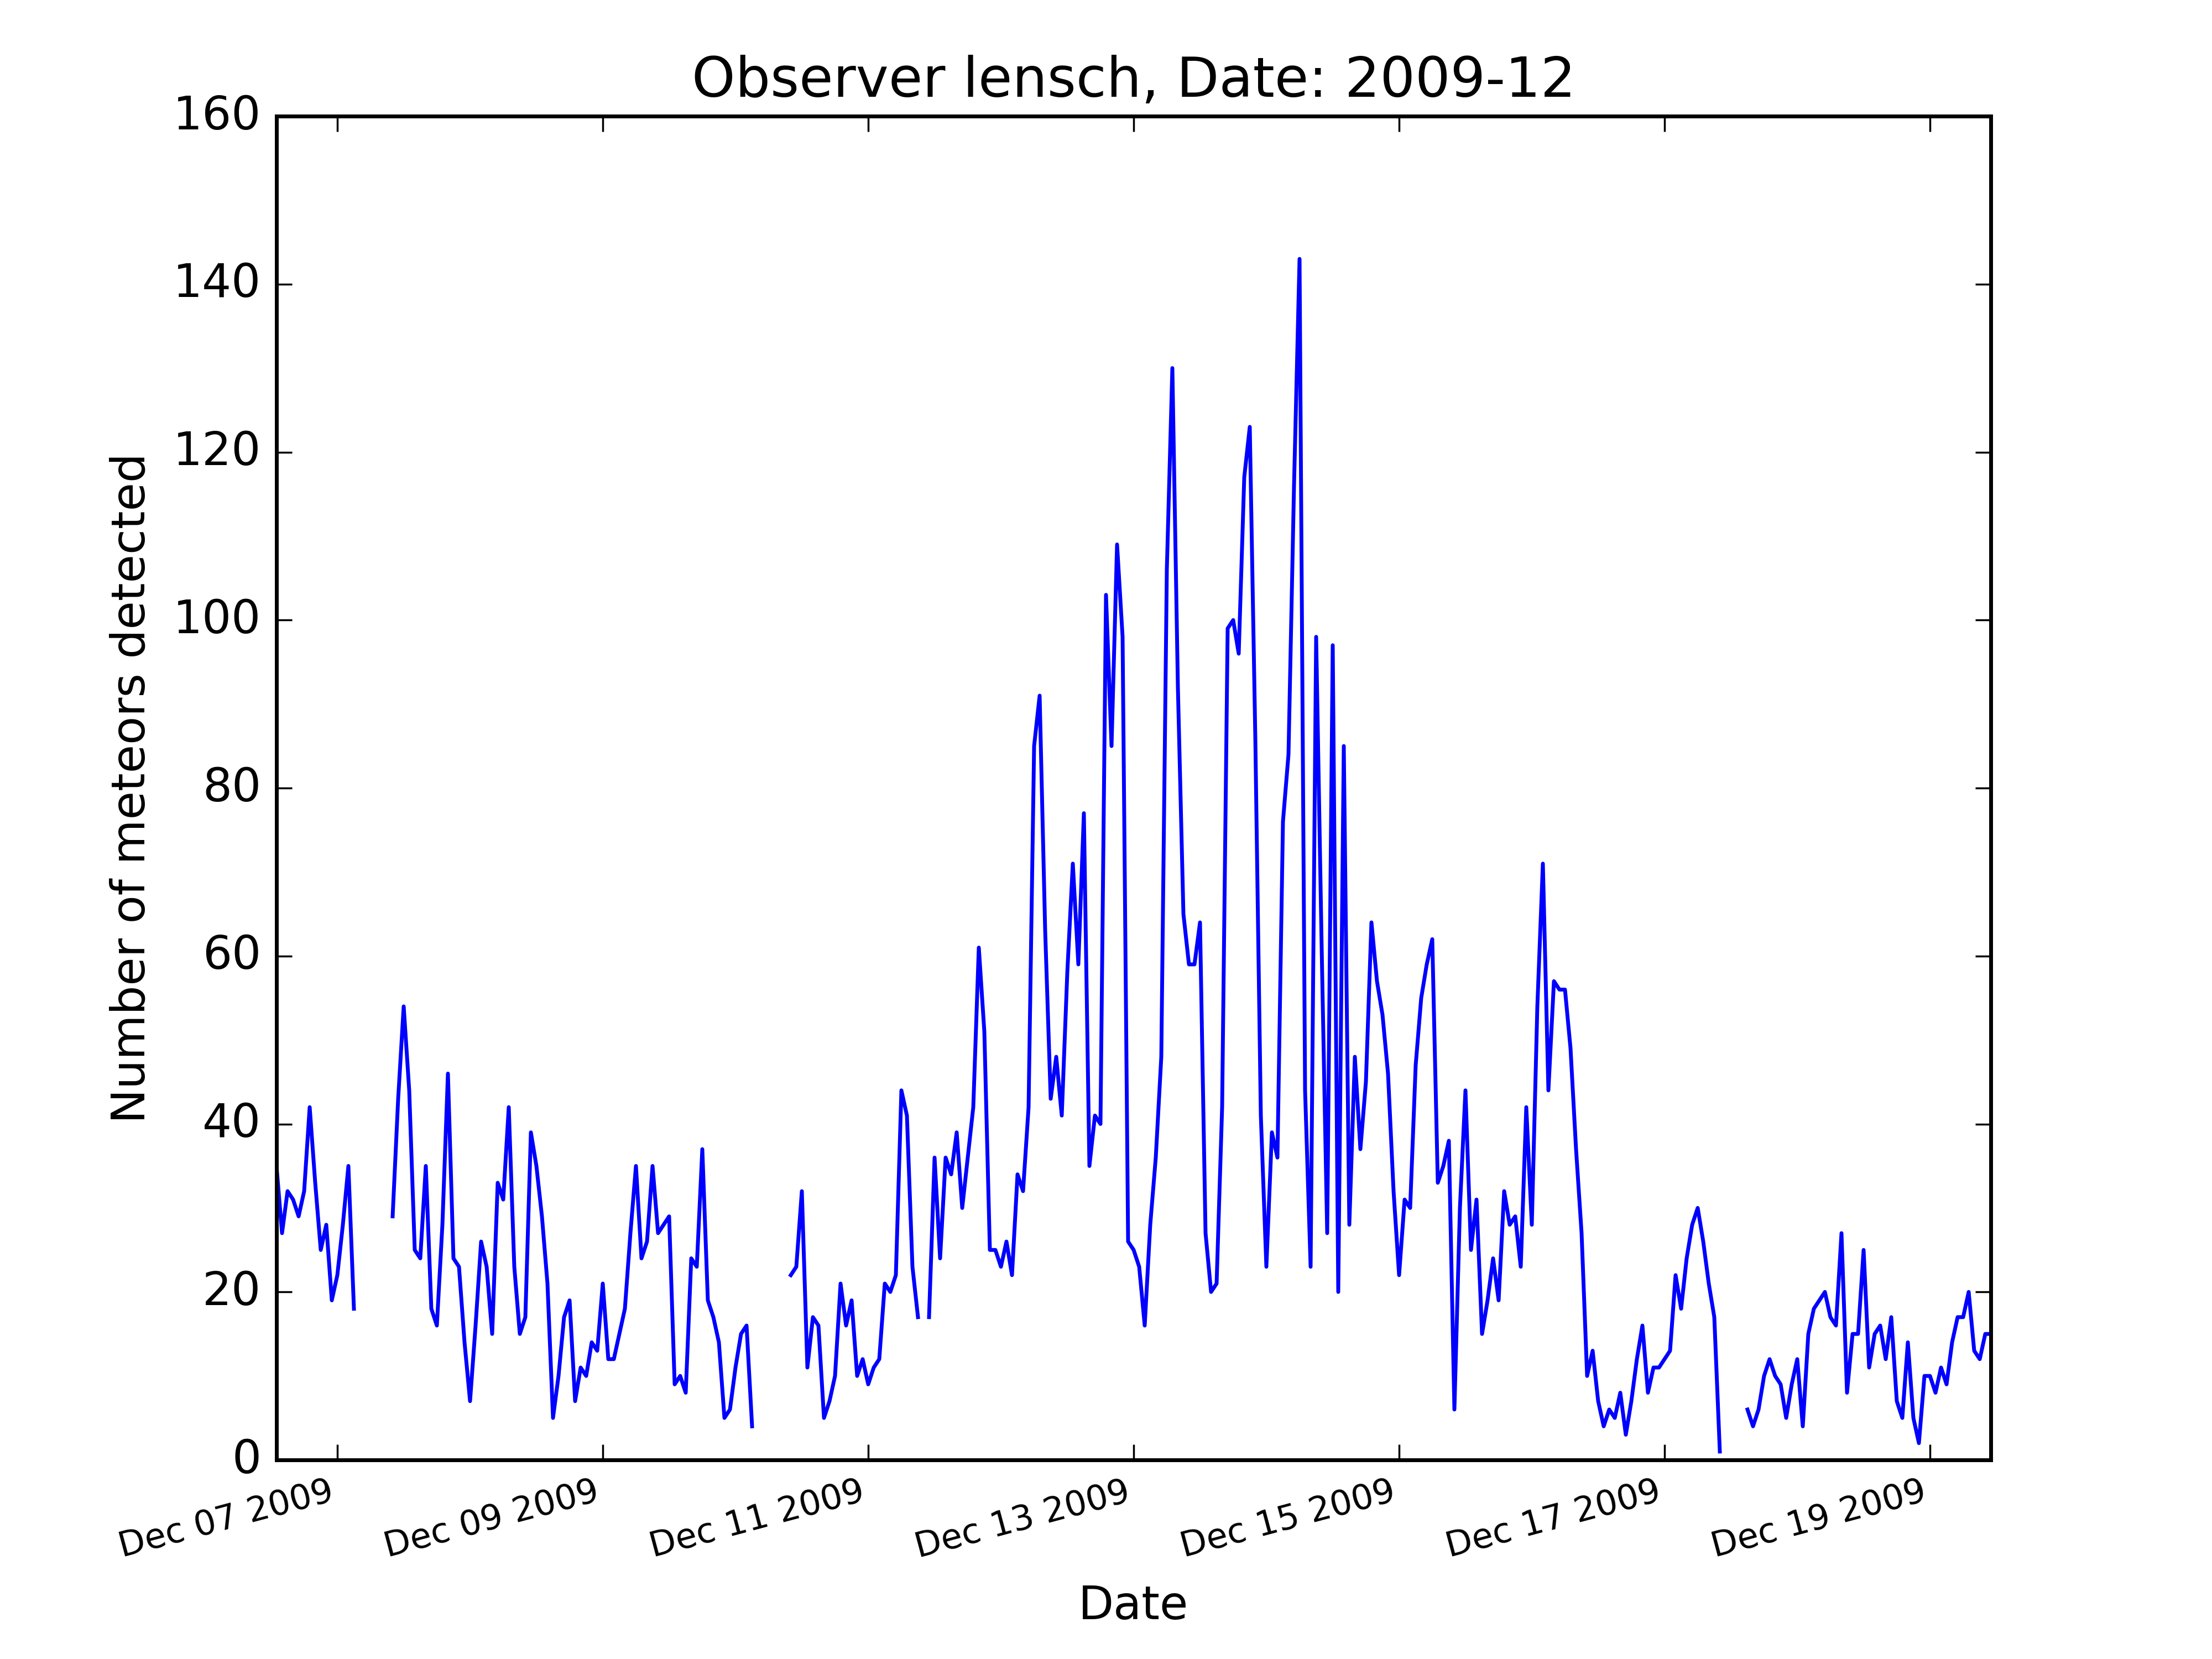 Observer lensch, Date: 2009-12
160
140
120
100
80
60
40
20
0
Number of meteors detected
Dec 07 2009
Dec 09 2009
Dec 11 2009
Dec 13 2009
Dec 15 2009
Dec 17 2009
Dec 19 2009
Date